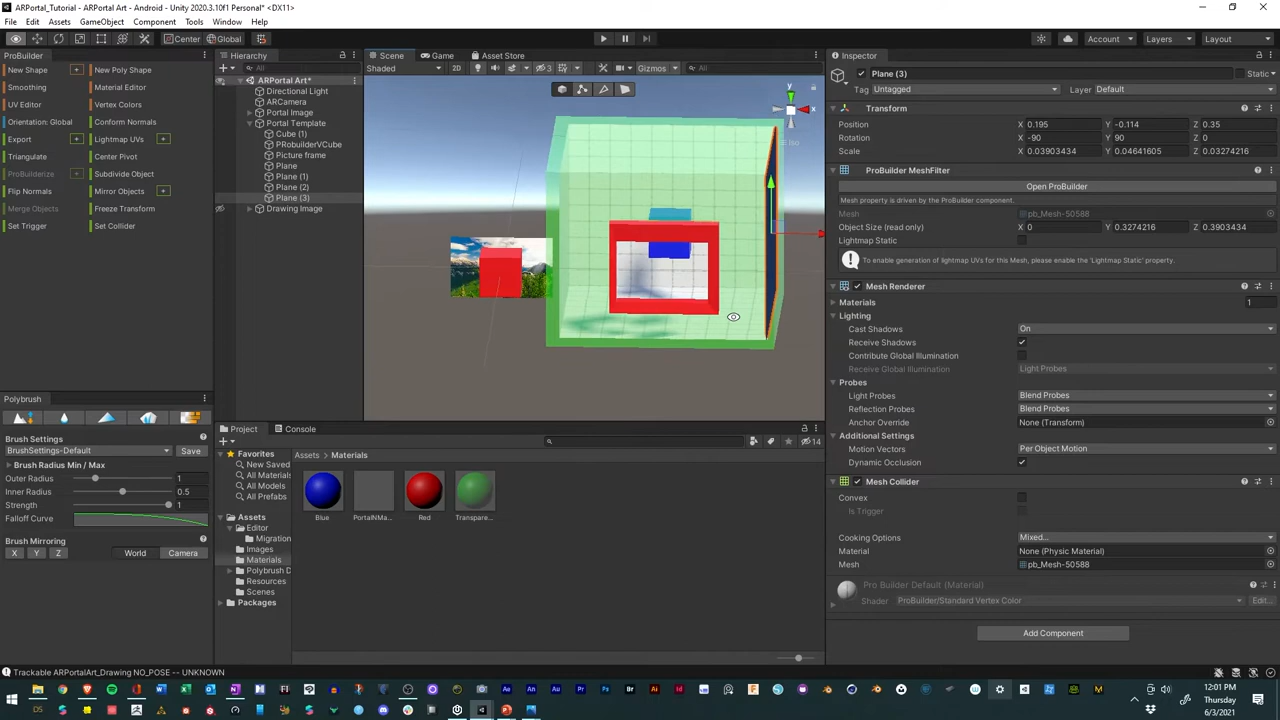 ARPortal_Tutorial - ARPortal Art - Android - Unity 2020.3.10f1 Personal* <DX11>
File Edit Assets GameObject Component Tools Window Help
Center Global Account Layers Layout
ProBuilder
New Shape New Poly Shape
Smoothing Material Editor
UV Editor Vertex Colors
Orientation: Global Conform Normals
Export Lightmap UVs
Triangulate Center Pivot
ProBuilderize Subdivide Object
Flip Normals Mirror Objects
Merge Objects Freeze Transform
Set Trigger Set Collider
Hierarchy
All
ARPortal Art*
Directional Light
ARCamera
Portal Image
Portal Template
Cube (1)
PRobuilderVCube
Picture frame
Plane
Plane (1)
Plane (2)
Plane (3)
Drawing Image
Scene Game Asset Store
Shaded 2D 3 Gizmos All
y
x
Iso
Inspector
Plane (3) Static
Tag Untagged Layer Default
Transform
Position X 0.195 Y -0.114 Z 0.35
Rotation X -90 Y 90 Z 0
Scale X 0.03903434 Y 0.04641605 Z 0.03274216
ProBuilder MeshFilter
Open ProBuilder
Mesh property is driven by the ProBuilder component.
Mesh pb_Mesh-50588
Object Size (read only) X 0 Y 0.3274216 Z 0.3903434
Lightmap Static
To enable generation of lightmap UVs for this Mesh, please enable the 'Lightmap Static' property.
Mesh Renderer
Materials 1
Lighting
Cast Shadows On
Receive Shadows
Contribute Global Illumination
Receive Global Illumination Light Probes
Probes
Light Probes Blend Probes
Reflection Probes Blend Probes
Anchor Override None (Transform)
Additional Settings
Motion Vectors Per Object Motion
Dynamic Occlusion
Mesh Collider
Convex
Is Trigger
Cooking Options Mixed...
Material None (Physic Material)
Mesh pb_Mesh-50588
Pro Builder Default (Material)
Shader ProBuilder/Standard Vertex Color Edit...
Add Component
Polybrush
Brush Settings
BrushSettings-Default Save
Brush Radius Min / Max
Outer Radius 1
Inner Radius 0.5
Strength 1
Falloff Curve
Brush Mirroring
X Y Z World Camera
Project Console
14
Favorites
New Saved
All Materials
All Models
All Prefabs
Assets
Editor
Migration
Images
Materials
Polybrush D
Resources
Scenes
Packages
Assets > Materials
Blue PortalNMa... Red Transpare...
Trackable ARPortalArt_Drawing NO_POSE -- UNKNOWN
12:01 PM
Thursday
6/3/2021